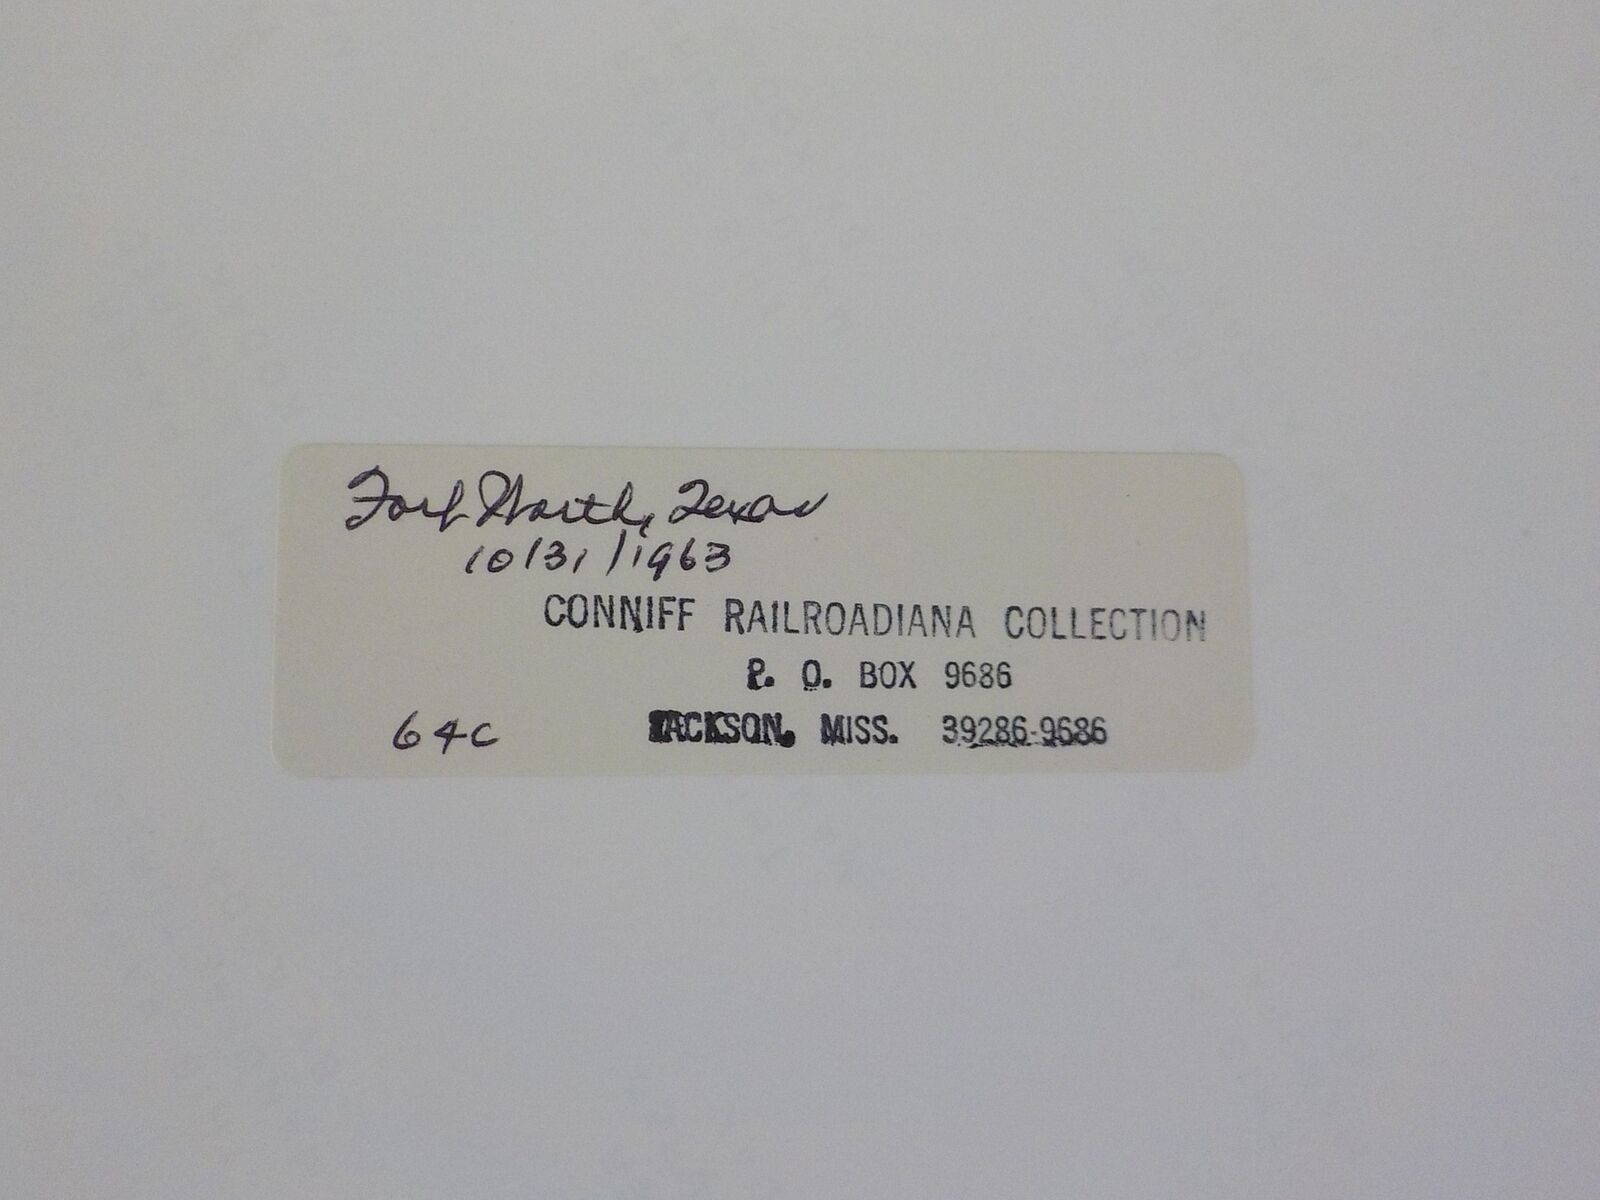 Fort Worth, Texas
10/31/1963
CONNIFF RAILROADIANA COLLECTION
P. O. BOX 9686
64C JACKSON, MISS. 39286-9686